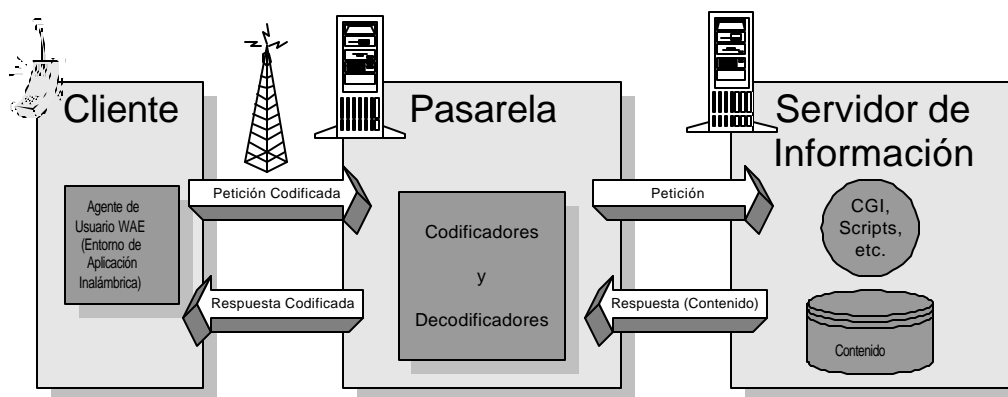 Cliente
Pasarela
Servidor de
Información
Agente de
Usuario WAE
(Entorno de
Aplicación
Inalámbrica)
Petición Codificada
Respuesta Codificada
Codificadores
y
Decodificadores
Petición
Respuesta (Contenido)
CGI,
Scripts,
etc.
Contenido